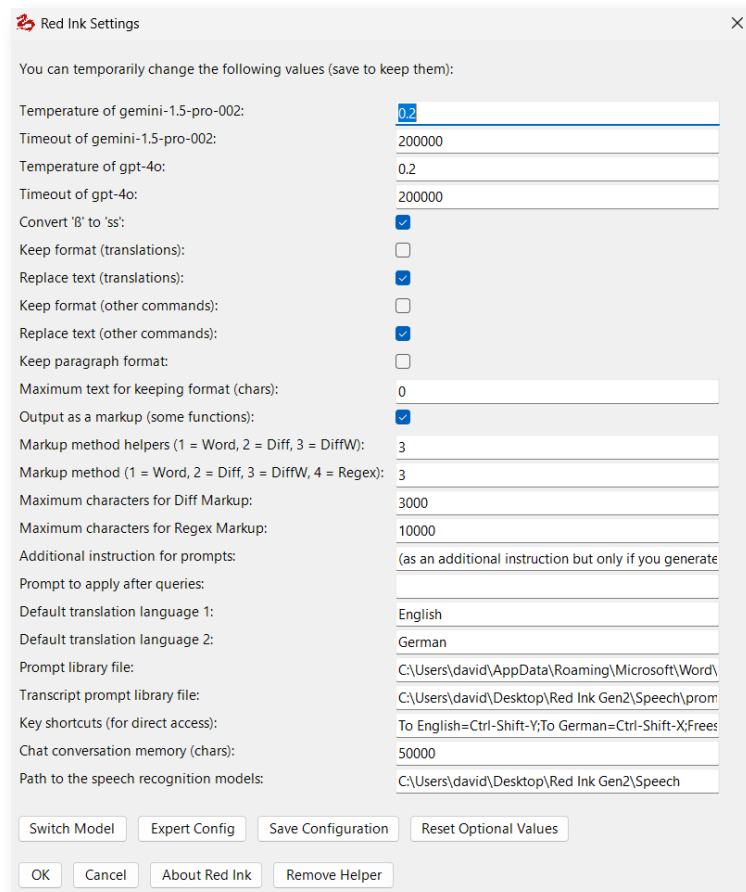 Red Ink Settings
You can temporarily change the following values (save to keep them):
Temperature of gemini-1.5-pro-002: 0.2
Timeout of gemini-1.5-pro-002: 200000
Temperature of gpt-4o: 0.2
Timeout of gpt-4o: 200000
Convert 'ß' to 'ss':
Keep format (translations):
Replace text (translations):
Keep format (other commands):
Replace text (other commands):
Keep paragraph format:
Maximum text for keeping format (chars): 0
Output as a markup (some functions):
Markup method helpers (1 = Word, 2 = Diff, 3 = DiffW): 3
Markup method (1 = Word, 2 = Diff, 3 = DiffW, 4 = Regex): 3
Maximum characters for Diff Markup: 3000
Maximum characters for Regex Markup: 10000
Additional instruction for prompts: (as an additional instruction but only if you generate
Prompt to apply after queries:
Default translation language 1: English
Default translation language 2: German
Prompt library file: C:\Users\david\AppData\Roaming\Microsoft\Word\
Transcript prompt library file: C:\Users\david\Desktop\Red Ink Gen2\Speech\prom
Key shortcuts (for direct access): To English=Ctrl-Shift-Y;To German=Ctrl-Shift-X;Frees
Chat conversation memory (chars): 50000
Path to the speech recognition models: C:\Users\david\Desktop\Red Ink Gen2\Speech
Switch Model Expert Config Save Configuration Reset Optional Values
OK Cancel About Red Ink Remove Helper